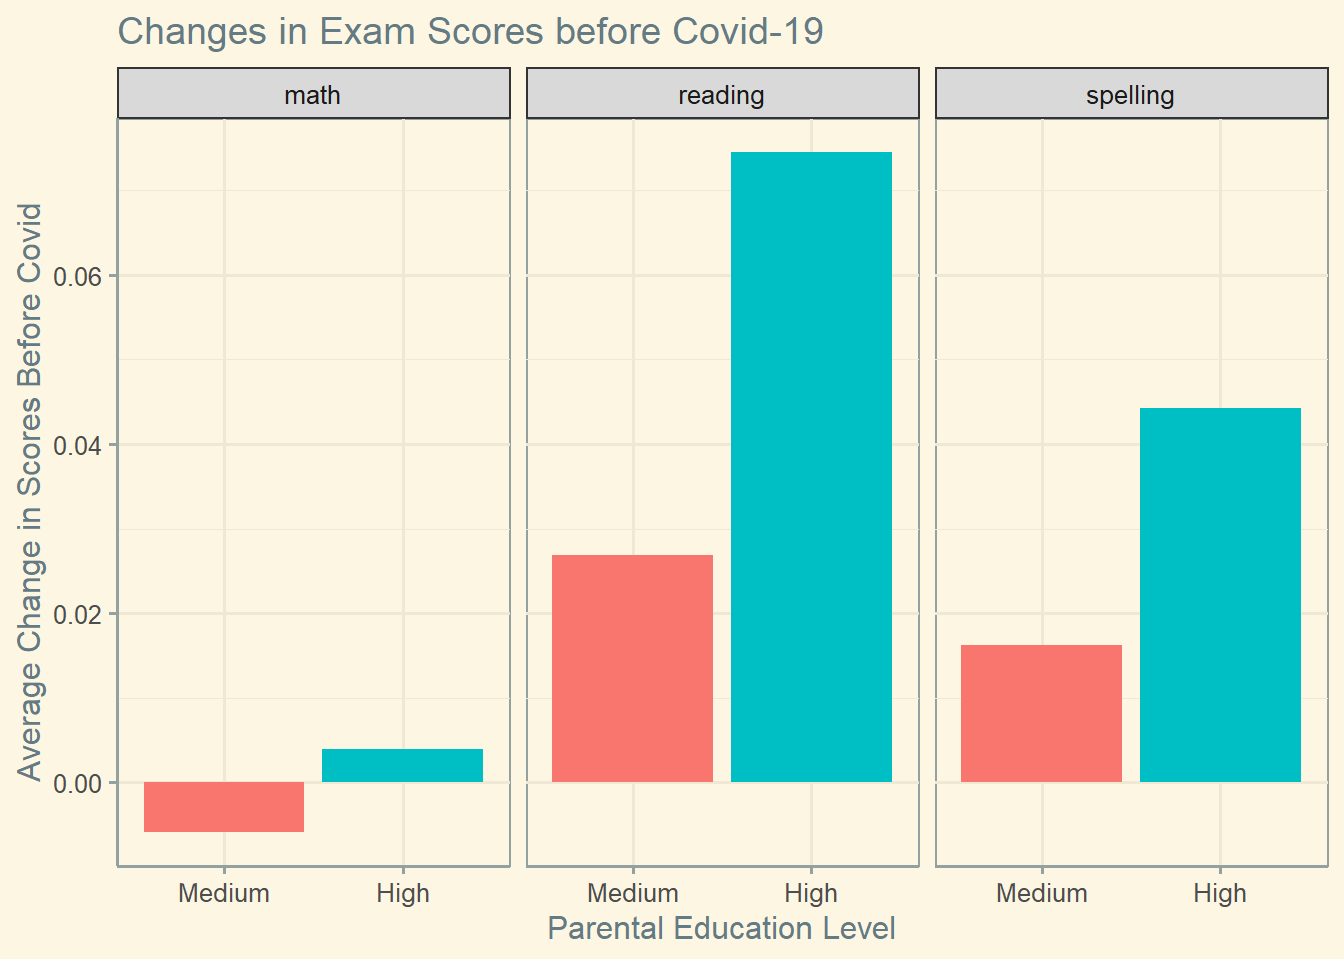 Changes in Exam Scores before Covid-19
math
reading
spelling
Average Change in Scores Before Covid
0.06
0.04
0.02
0.00
Medium High Medium High Medium High
Parental Education Level